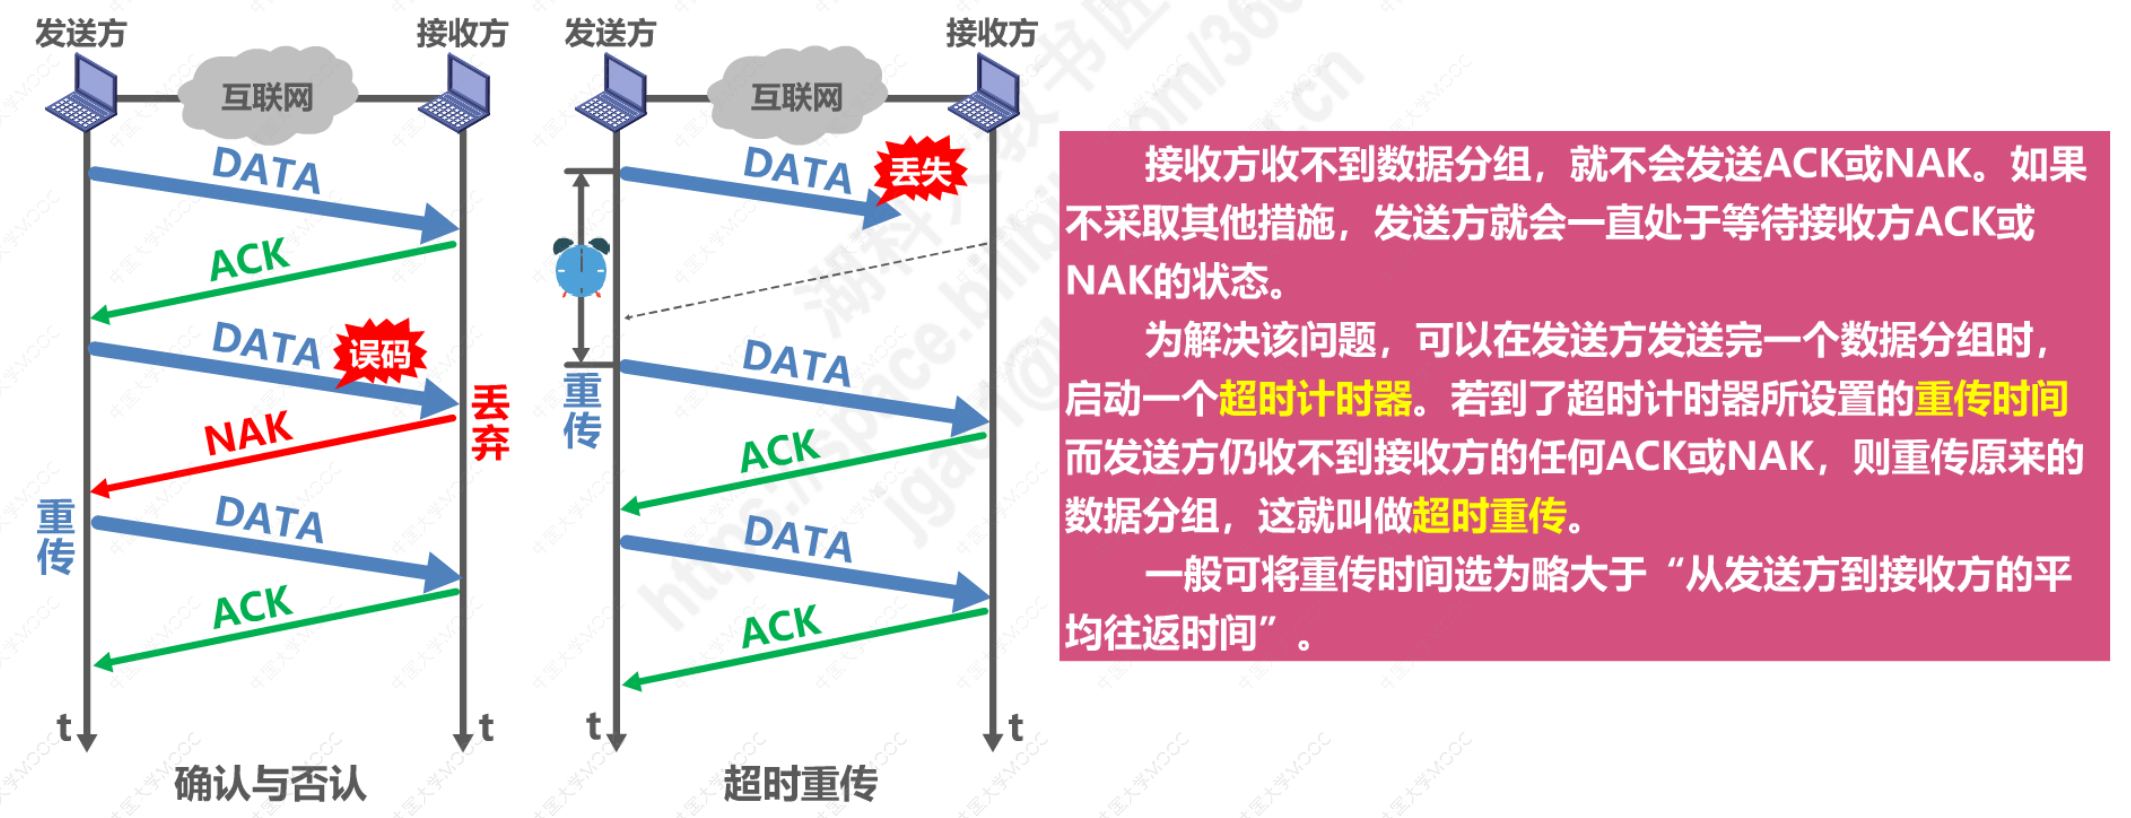 发送方
接收方
互联网
DATA
ACK
DATA
误码
丢弃
NAK
重传
DATA
ACK
t
t
确认与否认
发送方
接收方
互联网
DATA
丢失
重传
DATA
ACK
DATA
ACK
t
t
超时重传
接收方收不到数据分组，就不会发送ACK或NAK。如果
不采取其他措施，发送方就会一直处于等待接收方ACK或
NAK的状态。
为解决该问题，可以在发送方发送完一个数据分组时，
启动一个超时计时器。若到了超时计时器所设置的重传时间
而发送方仍收不到接收方的任何ACK或NAK，则重传原来的
数据分组，这就叫做超时重传。
一般可将重传时间选为略大于“从发送方到接收方的平
均往返时间”。